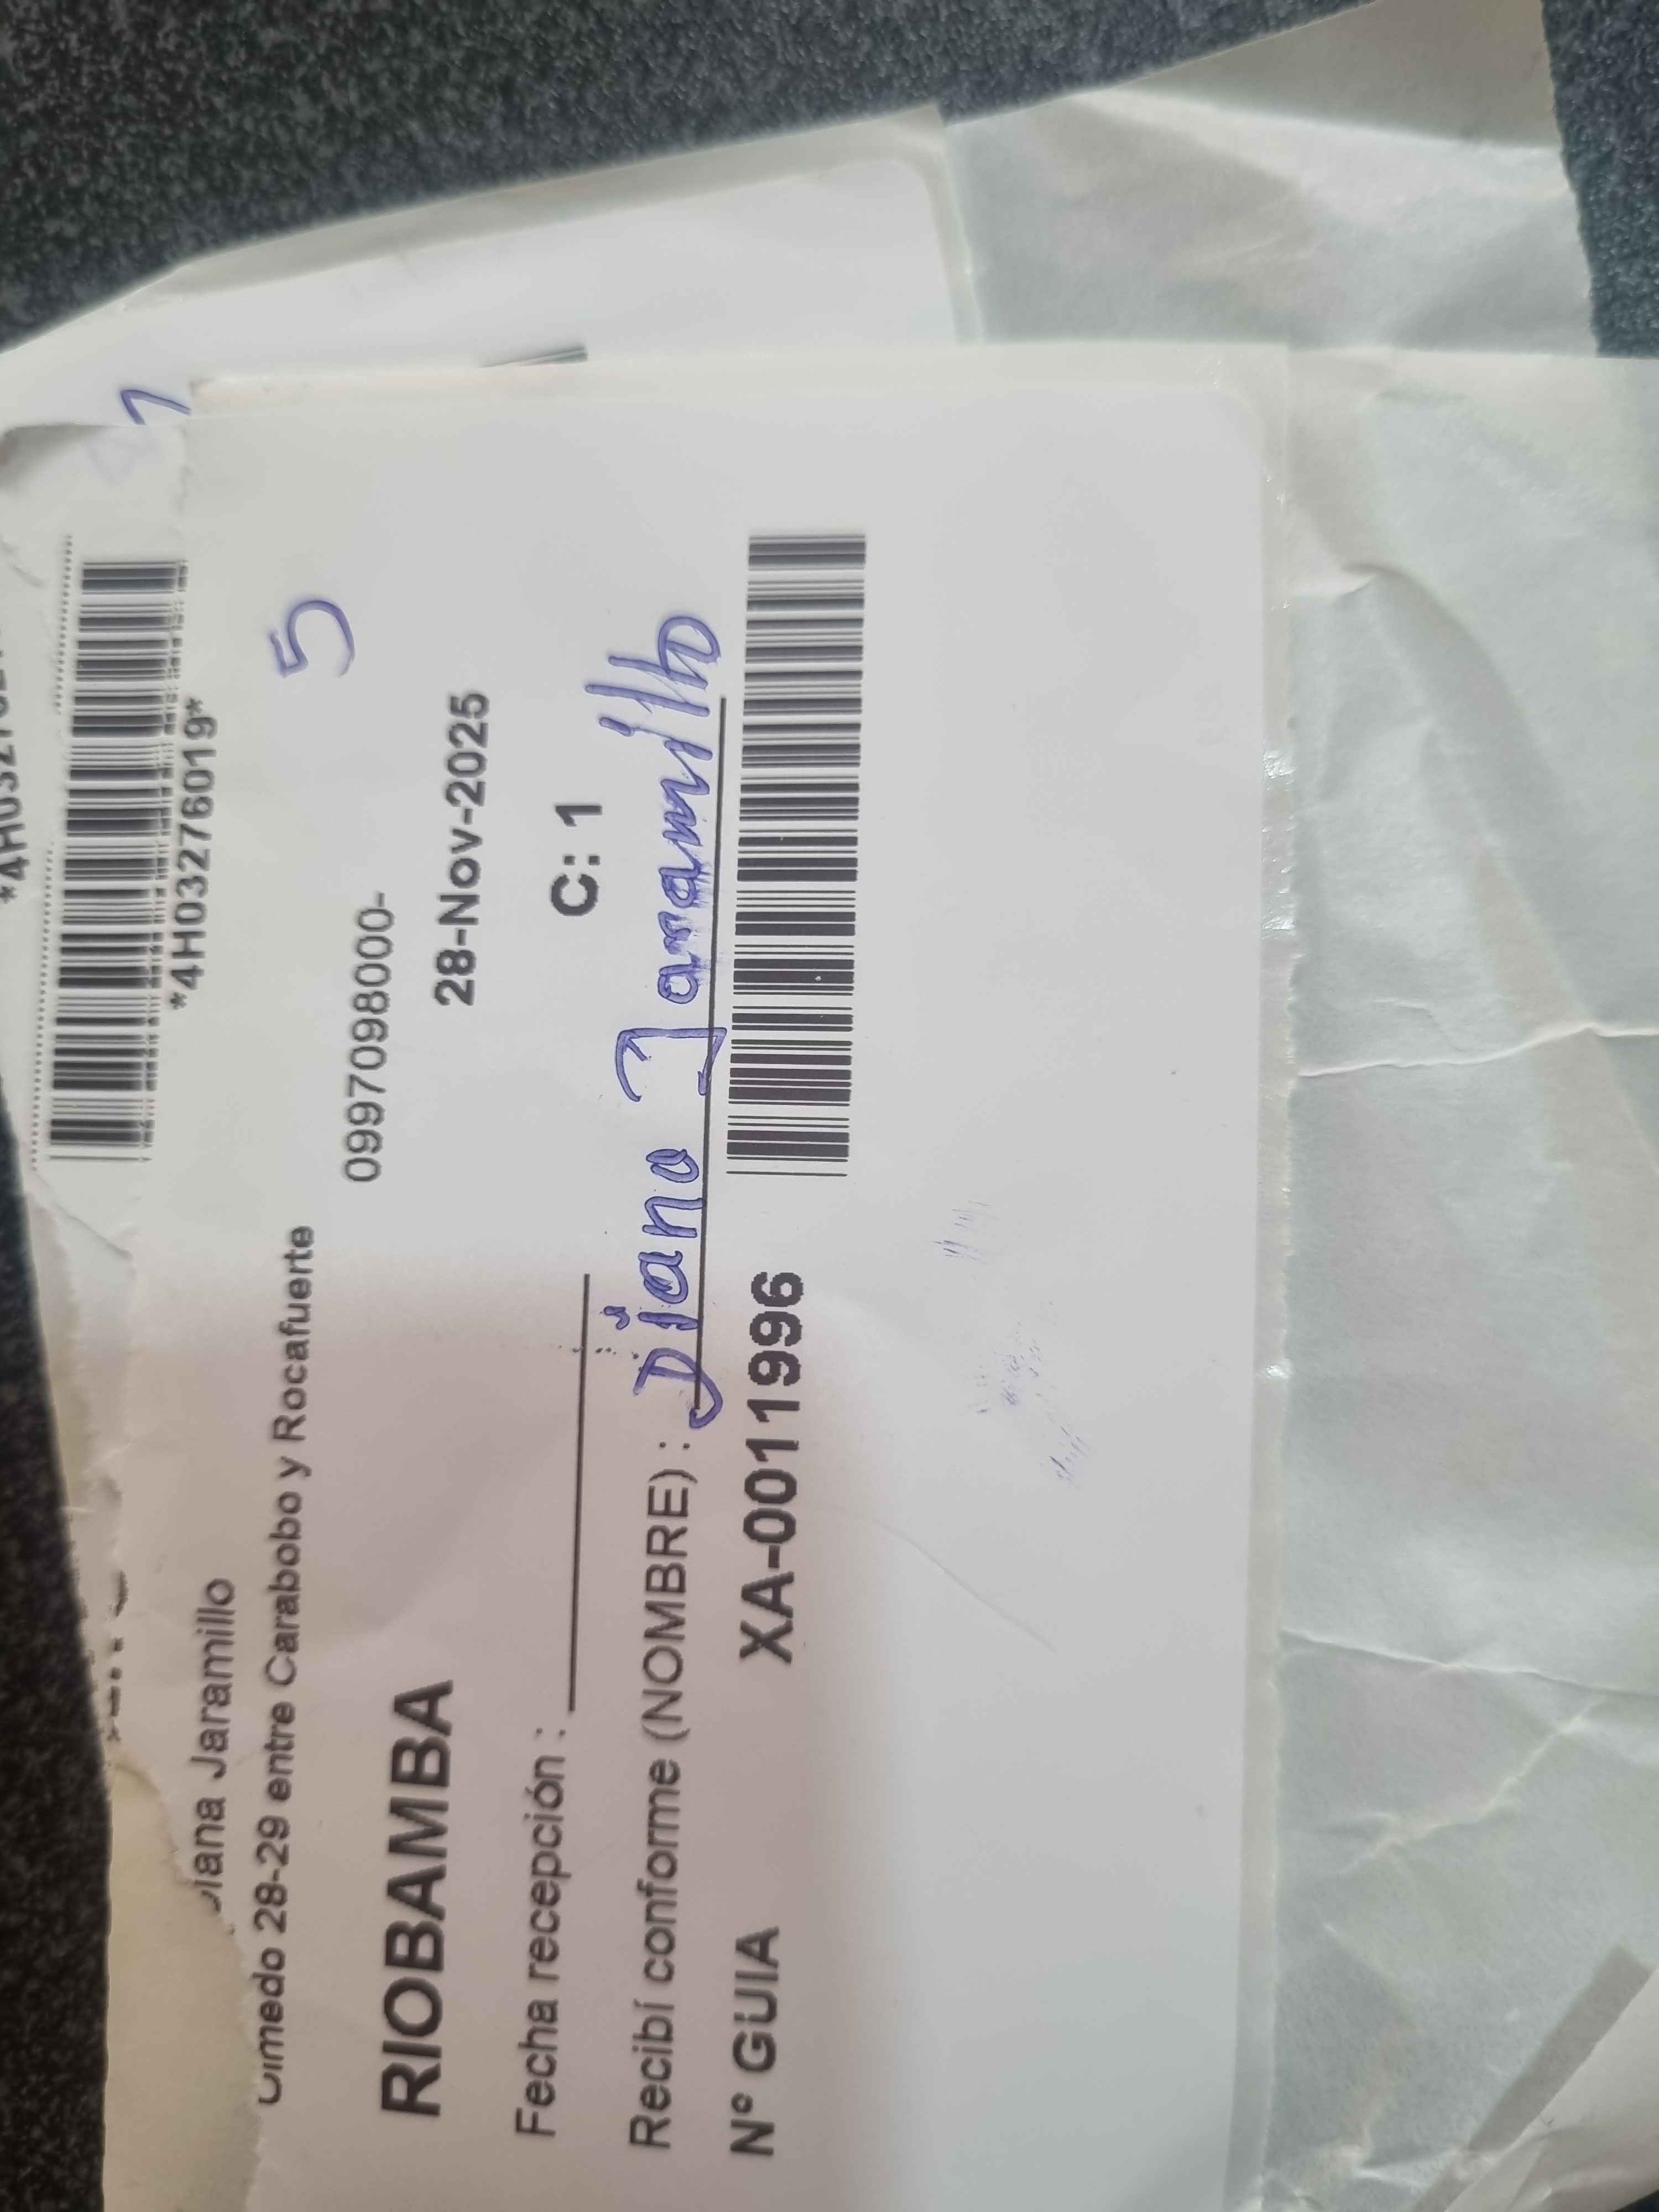 *4H03276019*
5
Diana Jaramillo
Olmedo 28-29 entre Carabobo y Rocafuerte
0997098000-
RIOBAMBA
28-Nov-2025
Fecha recepción :
C: 1
Recibí conforme (NOMBRE) : Diana Jaramillo
Nº GUIA XA-0011996